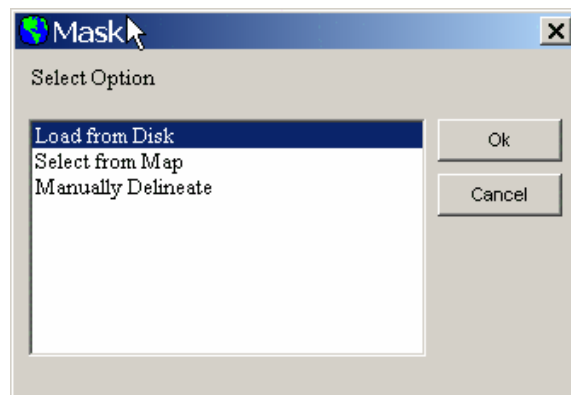 Mask
Select Option
Load from Disk
Select from Map
Manually Delineate
Ok
Cancel